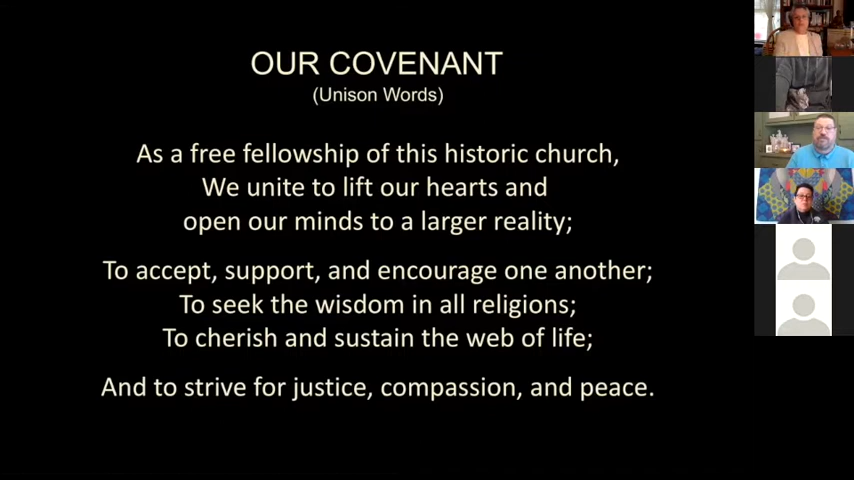 OUR COVENANT
(Unison Words)
As a free fellowship of this historic church,
We unite to lift our hearts and
open our minds to a larger reality;
To accept, support, and encourage one another;
To seek the wisdom in all religions;
To cherish and sustain the web of life;
And to strive for justice, compassion, and peace.